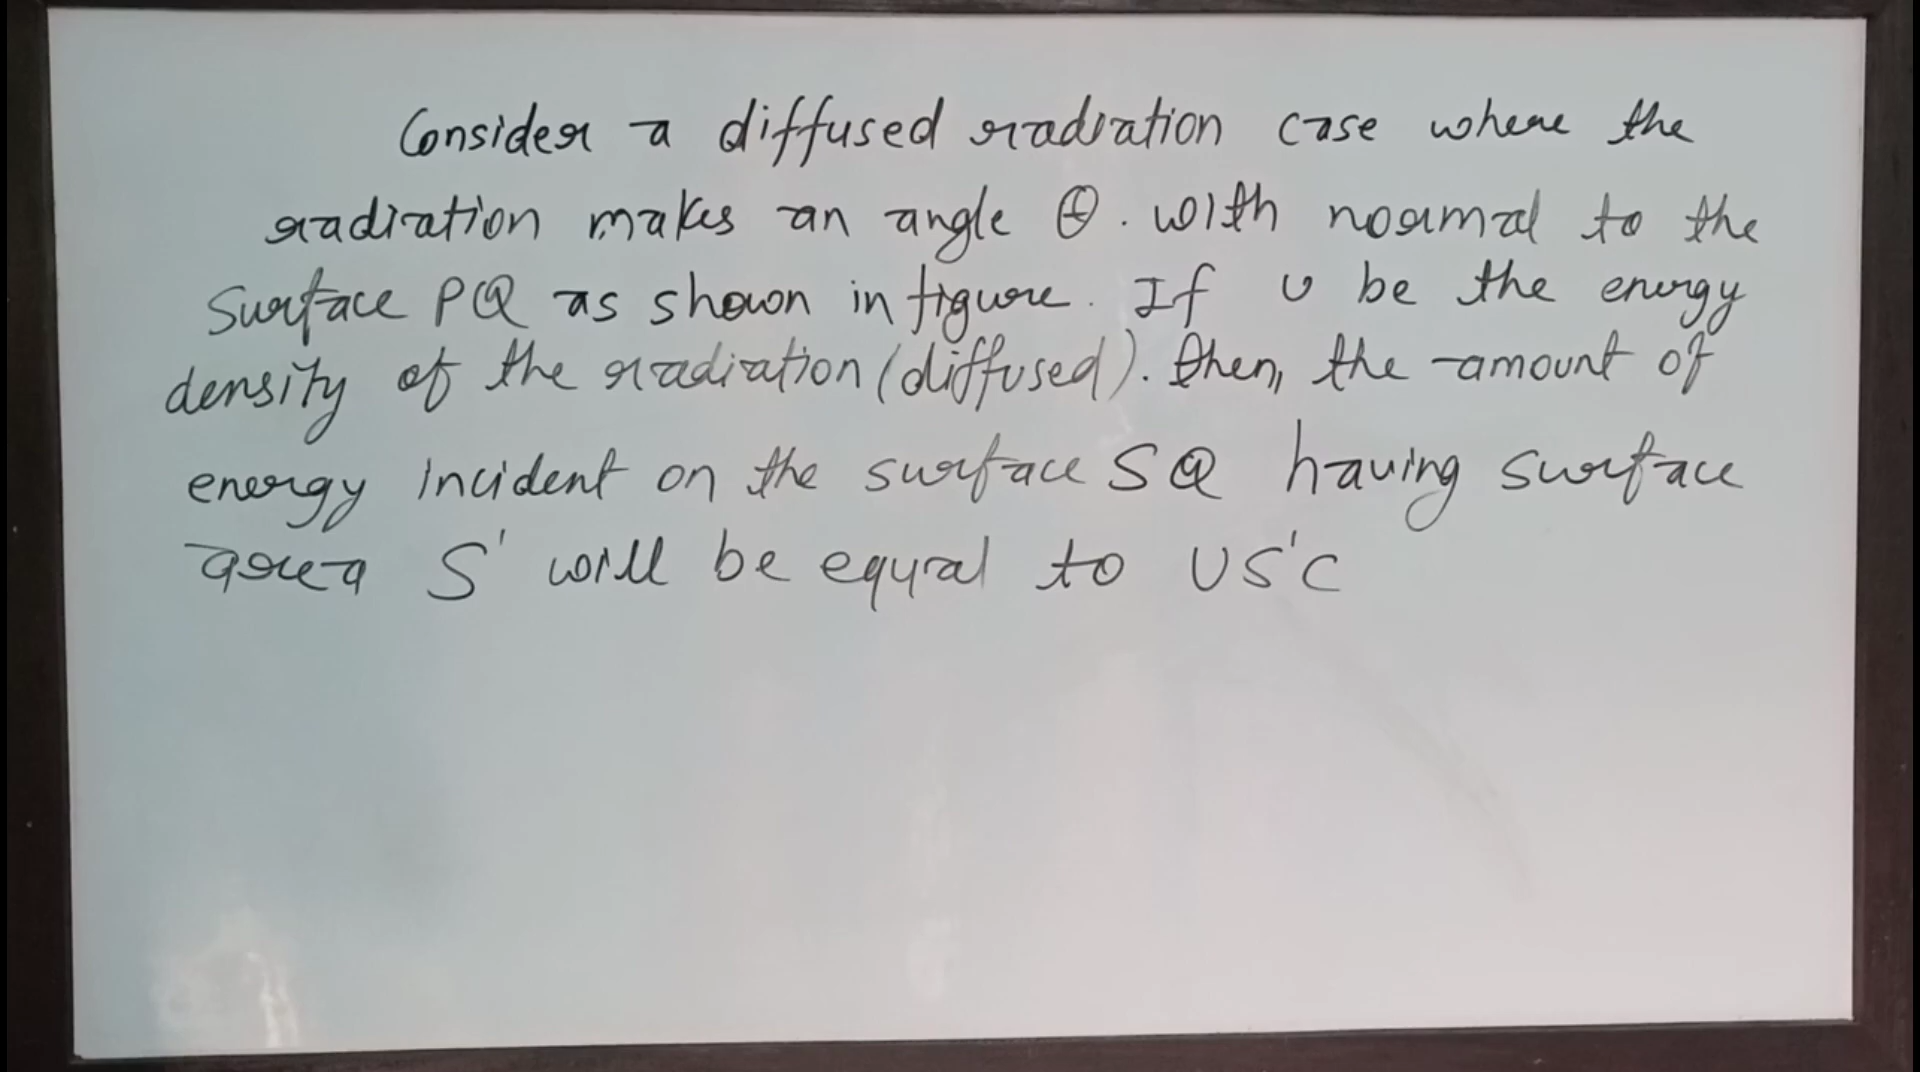 Consider a diffused radiation case where the
radiation makes an angle θ. with normal to the
Surface PQ as shown in figure. If U be the energy
density of the radiation (diffused). then, the amount of
energy incident on the surface SQ having surface
area S' will be equal to US'C